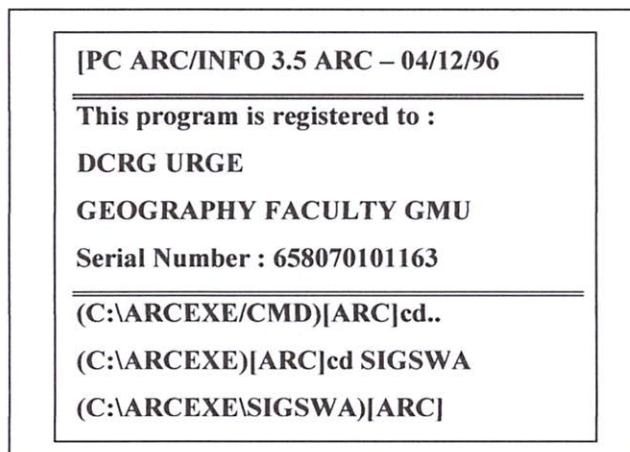 [PC ARC/INFO 3.5 ARC – 04/12/96
This program is registered to :
DCRG URGE
GEOGRAPHY FACULTY GMU
Serial Number : 658070101163
(C:\ARCEXE/CMD)[ARC]cd..
(C:\ARCEXE)[ARC]cd SIGSWA
(C:\ARCEXE\SIGSWA)[ARC]